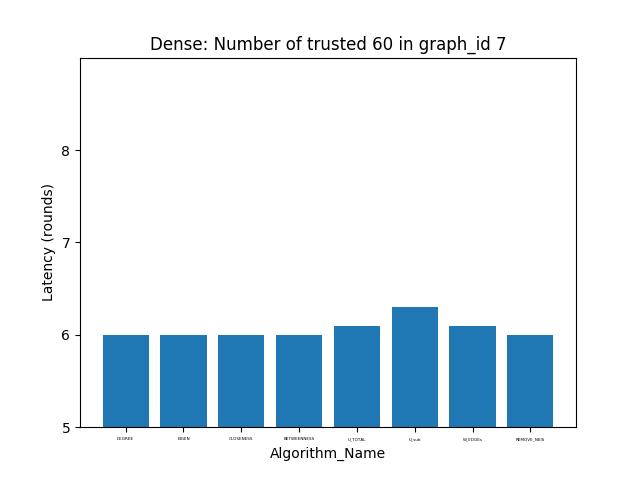 Dense: Number of trusted 60 in graph_id 7
Latency (rounds)
8
7
6
5
DEGREE EIGEN CLOSENESS BETWEENNESS U_TOTAL U_sub W_EDGEs REMOVE_NEIS
Algorithm_Name